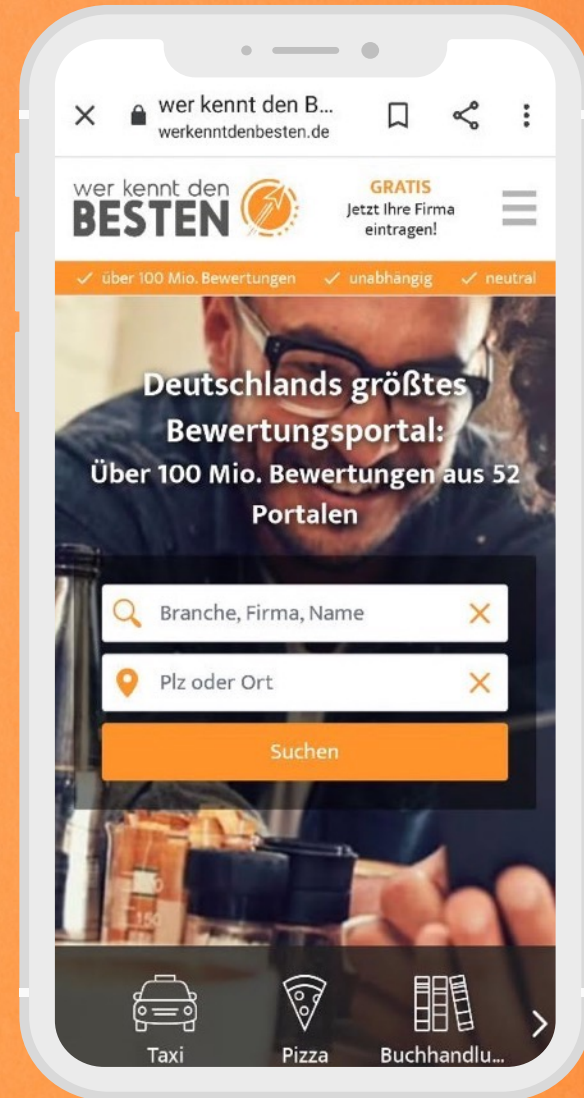 wer kennt den B...
werkenntdenbesten.de
wer kennt den
BESTEN
GRATIS
Jetzt Ihre Firma
eintragen!
über 100 Mio. Bewertungen
unabhängig
neutral
Deutschlands größtes
Bewertungsportal:
Über 100 Mio. Bewertungen aus 52
Portalen
Branche, Firma, Name
Plz oder Ort
Suchen
150
Taxi
Pizza
Buchhandlu...